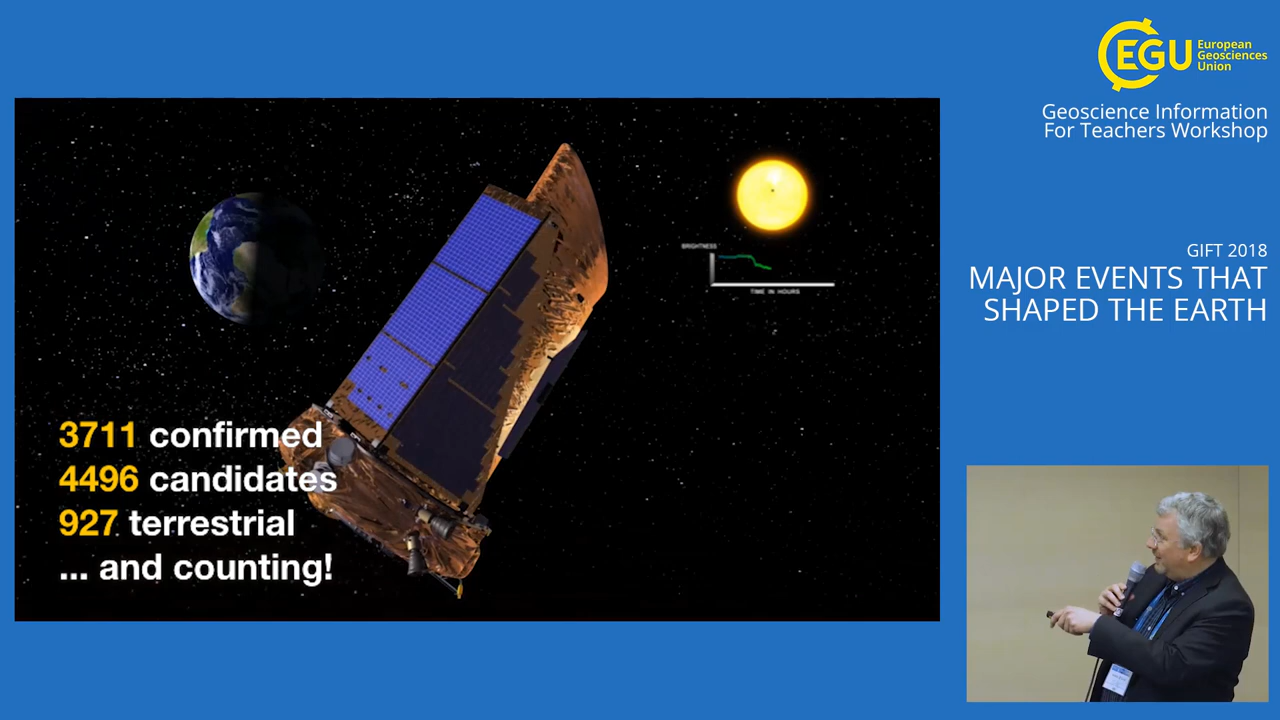 EGU European
Geosciences
Union
Geoscience Information
For Teachers Workshop
GIFT 2018
MAJOR EVENTS THAT
SHAPED THE EARTH
BRIGHTNESS
TIME IN HOURS
3711 confirmed
4496 candidates
927 terrestrial
... and counting!